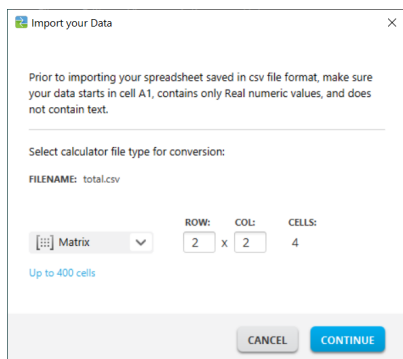 Import your Data
Prior to importing your spreadsheet saved in csv file format, make sure
your data starts in cell A1, contains only Real numeric values, and does
not contain text.
Select calculator file type for conversion:
FILENAME: total.csv
ROW: COL: CELLS:
Matrix 2 x 2 4
Up to 400 cells
CANCEL CONTINUE